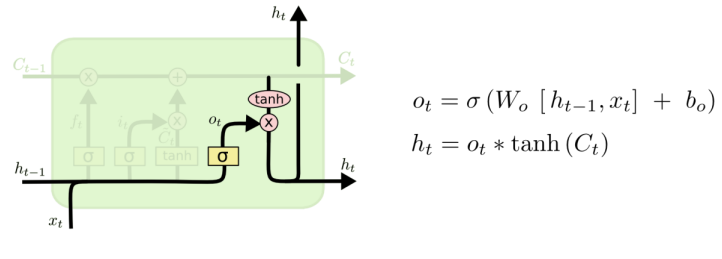 h_t
C_{t-1}
C_t
x
+
tanh
f_t
i_t
C̃_t
x
o_t
x
σ
σ
tanh
σ
h_{t-1}
h_t
x_t
o_t = σ (W_o [h_{t-1}, x_t] + b_o)
h_t = o_t * tanh (C_t)